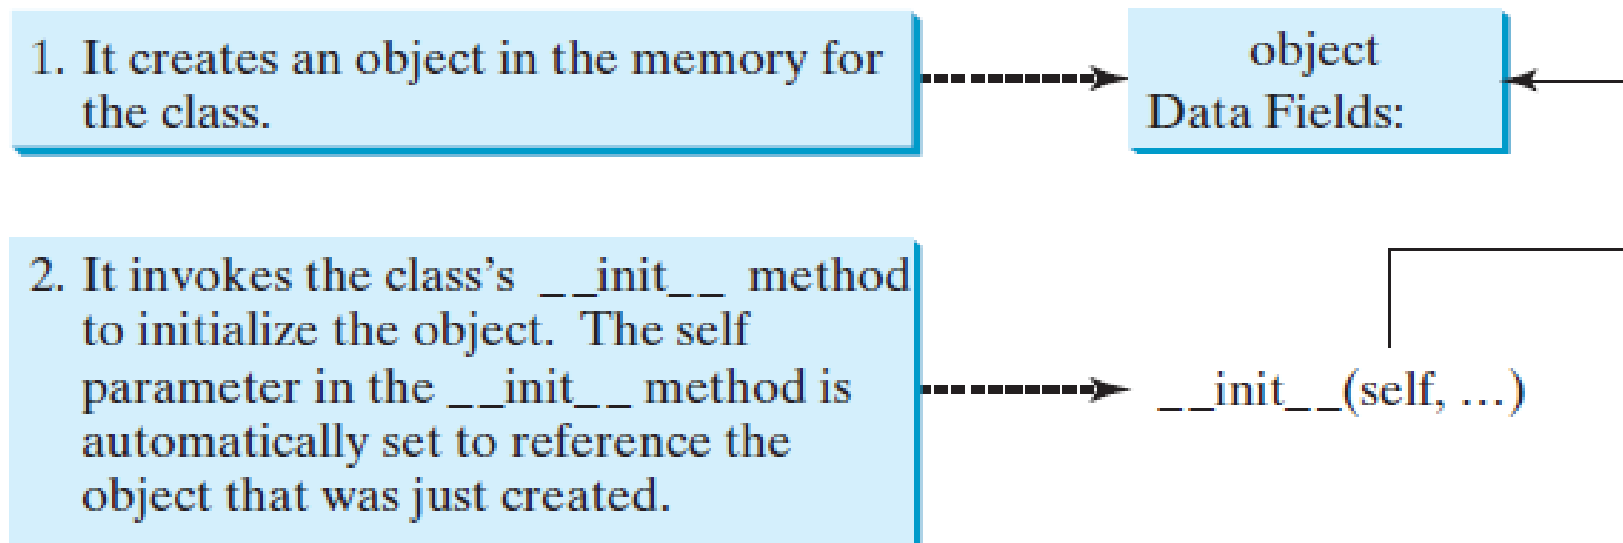 1. It creates an object in the memory for
the class.
object
Data Fields:
2. It invokes the class’s __init__ method
to initialize the object. The self
parameter in the __init__ method is
automatically set to reference the
object that was just created.
__init__(self, ...)